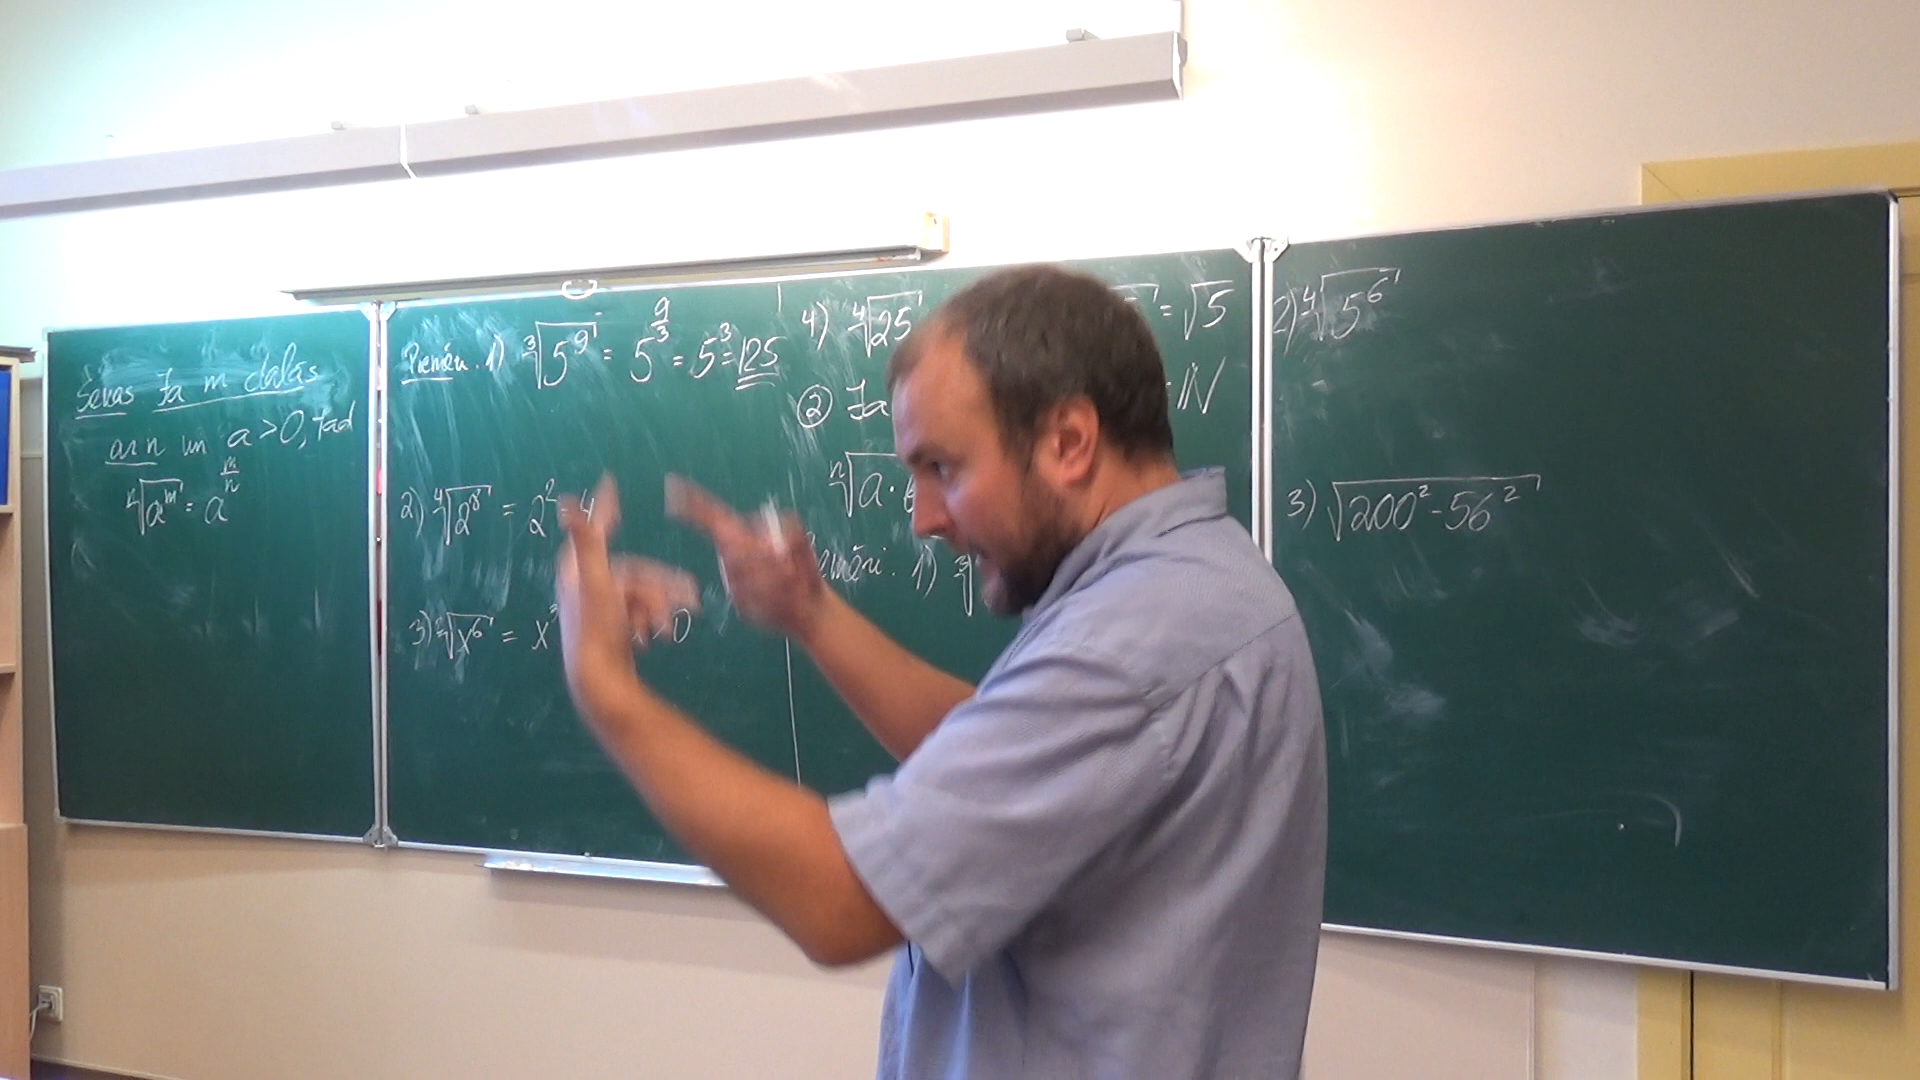 Sekas Ja m dalās
ar n un a > 0, tad
ⁿ√(a^m) = a^(m/n)
Piemēri. 1) ³√(5⁹) = 5^(9/3) = 5³ = 125
2) ⁴√(2⁸) = 2² = 4
3) ²√(x⁶) = x³ x > 0
4) ⁴√25 = √5
② Ja N
ⁿ√(a ·
Piemēri. 1) ³√
2) ⁴√(5⁶)
3) √(200² - 56²)